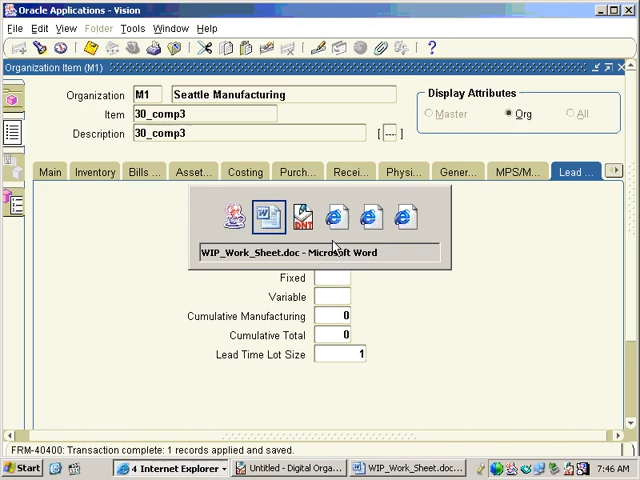 Oracle Applications - Vision
File Edit View Folder Tools Window Help
Organization Item (M1)
Organization M1 Seattle Manufacturing
Item 30_comp3
Description 30_comp3 [ ]
Display Attributes
Master Org All
Main Inventory Bills ... Asset... Costing Purch... Recei... Physi... Gener... MPS/M... Lead ...
DNT
WIP_Work_Sheet.doc - Microsoft Word
Fixed
Variable
Cumulative Manufacturing 0
Cumulative Total 0
Lead Time Lot Size 1
FRM-40400: Transaction complete: 1 records applied and saved.
Start 4 Internet Explorer Untitled - Digital Orga... WIP_Work_Sheet.doc... 7:46 AM